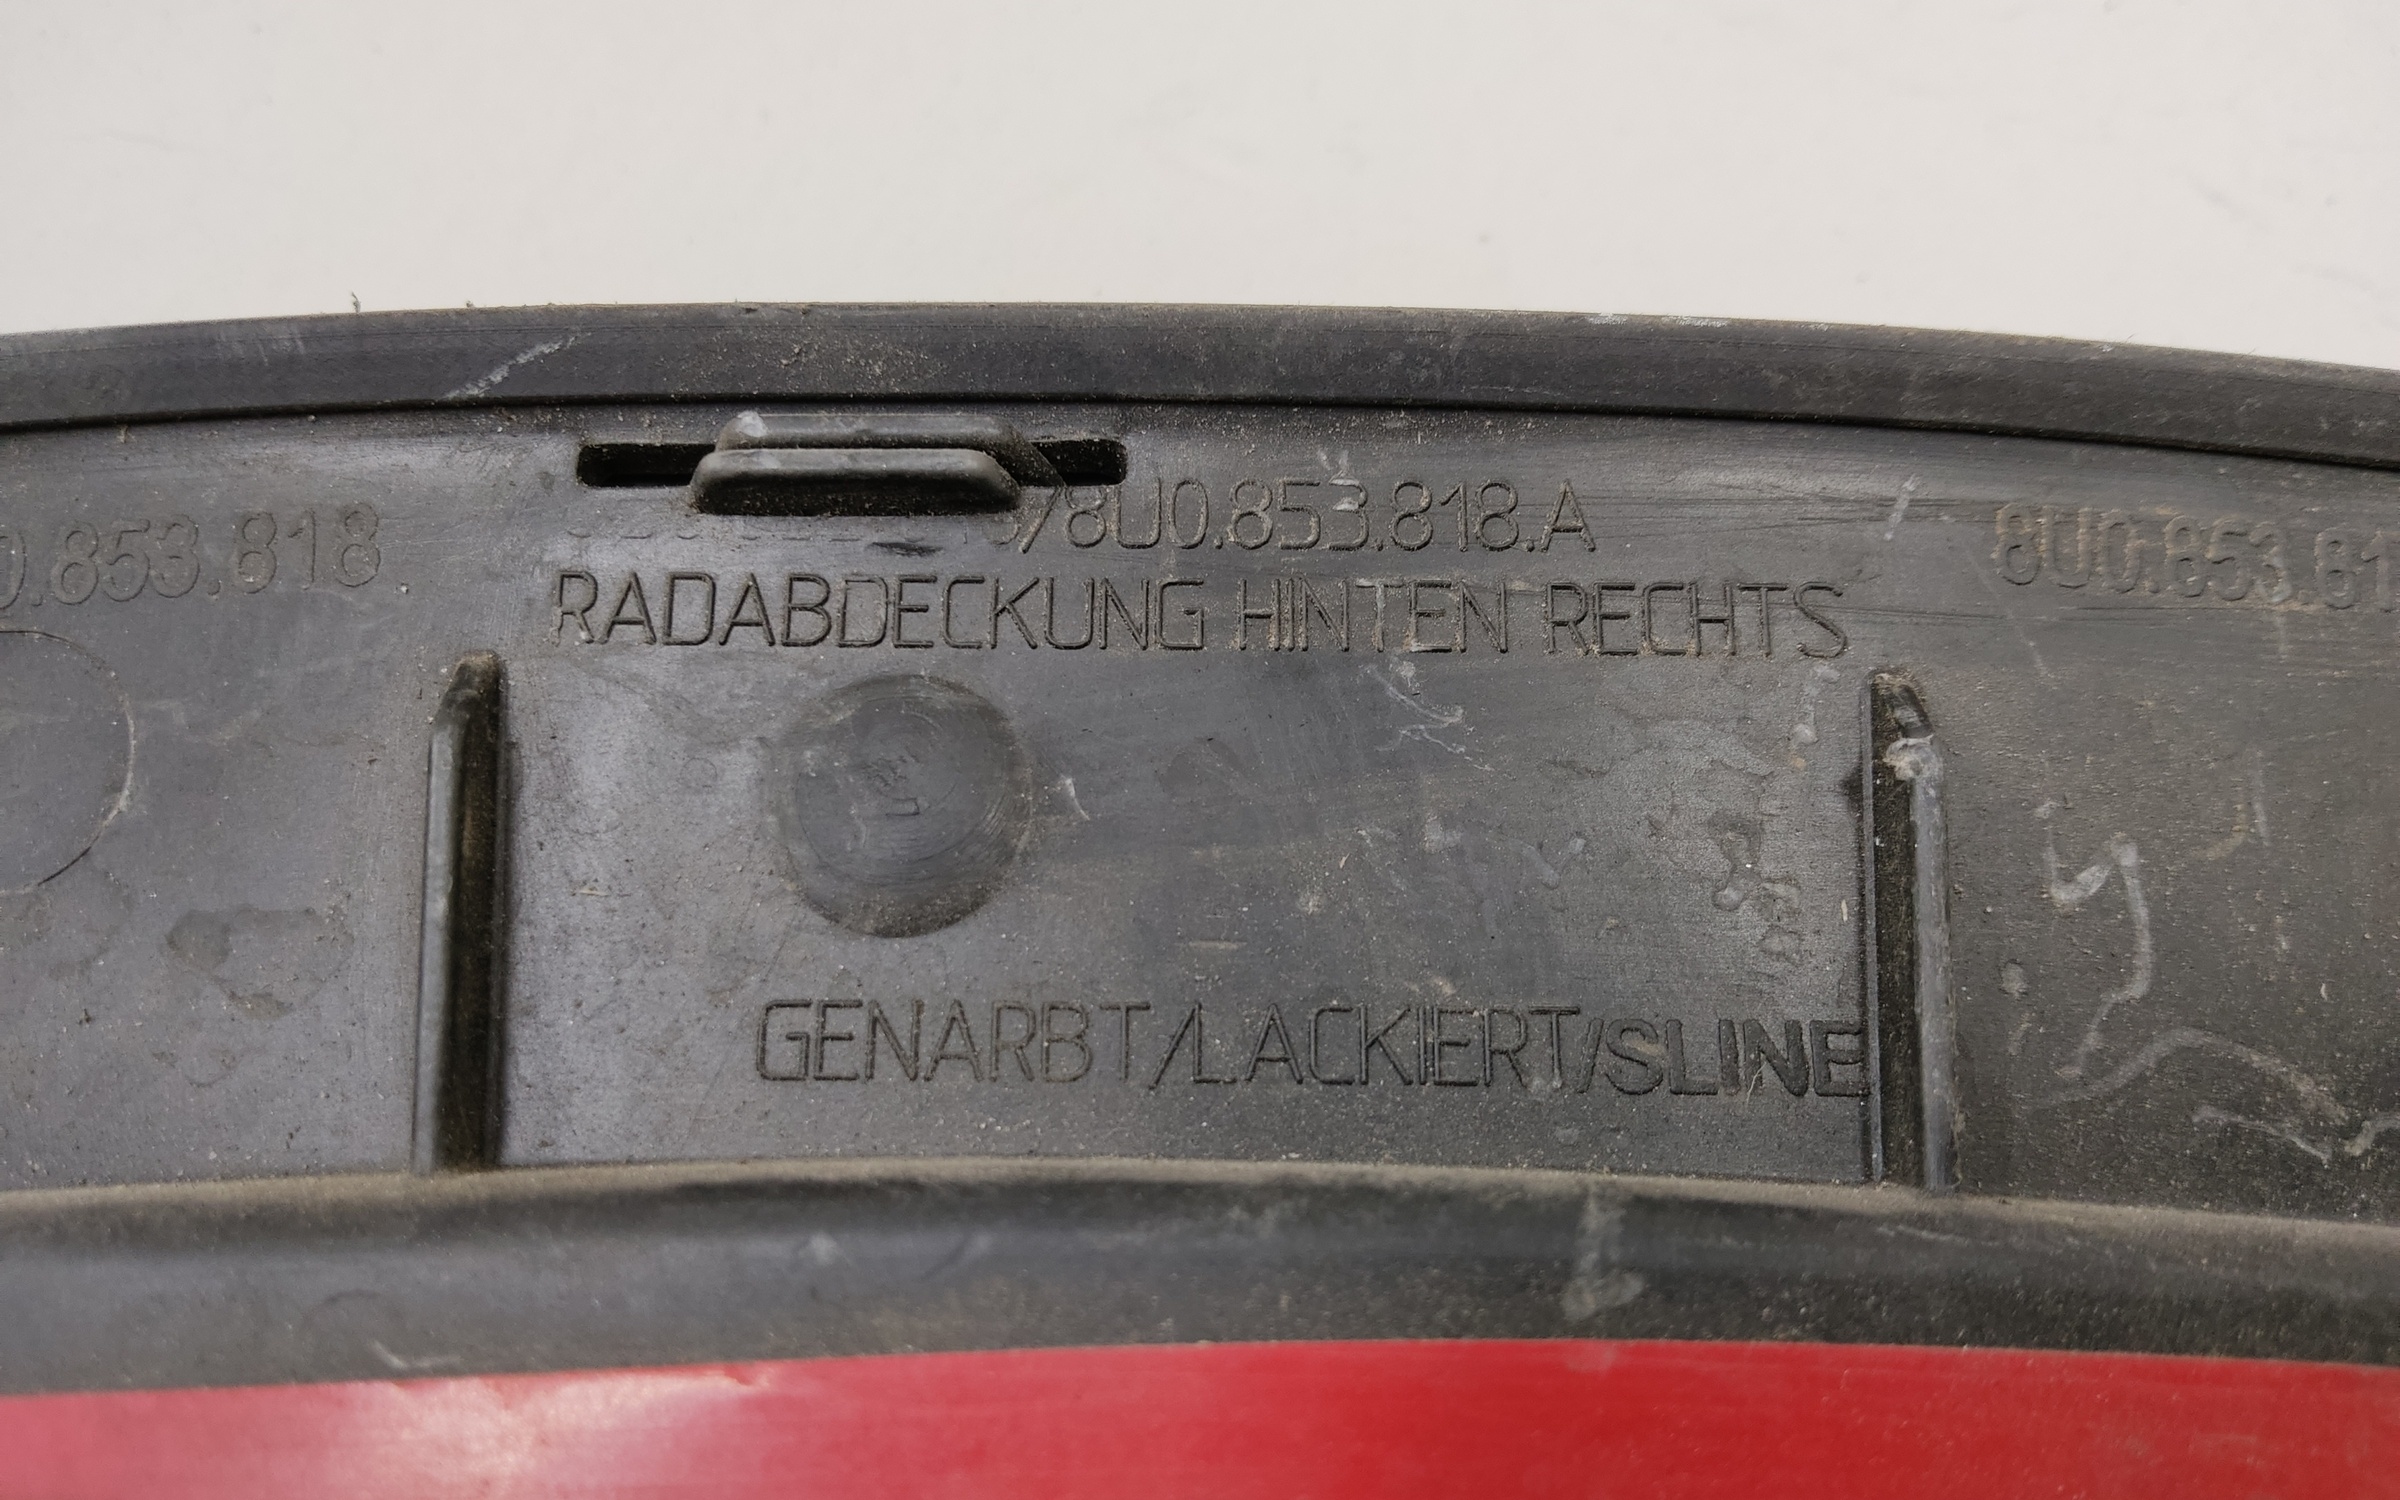 0.853.818
/8U0.853.818.A
8U0.853.81
RADABDECKUNG HINTEN RECHTS
GENARBT/LACKIERT/SLINE